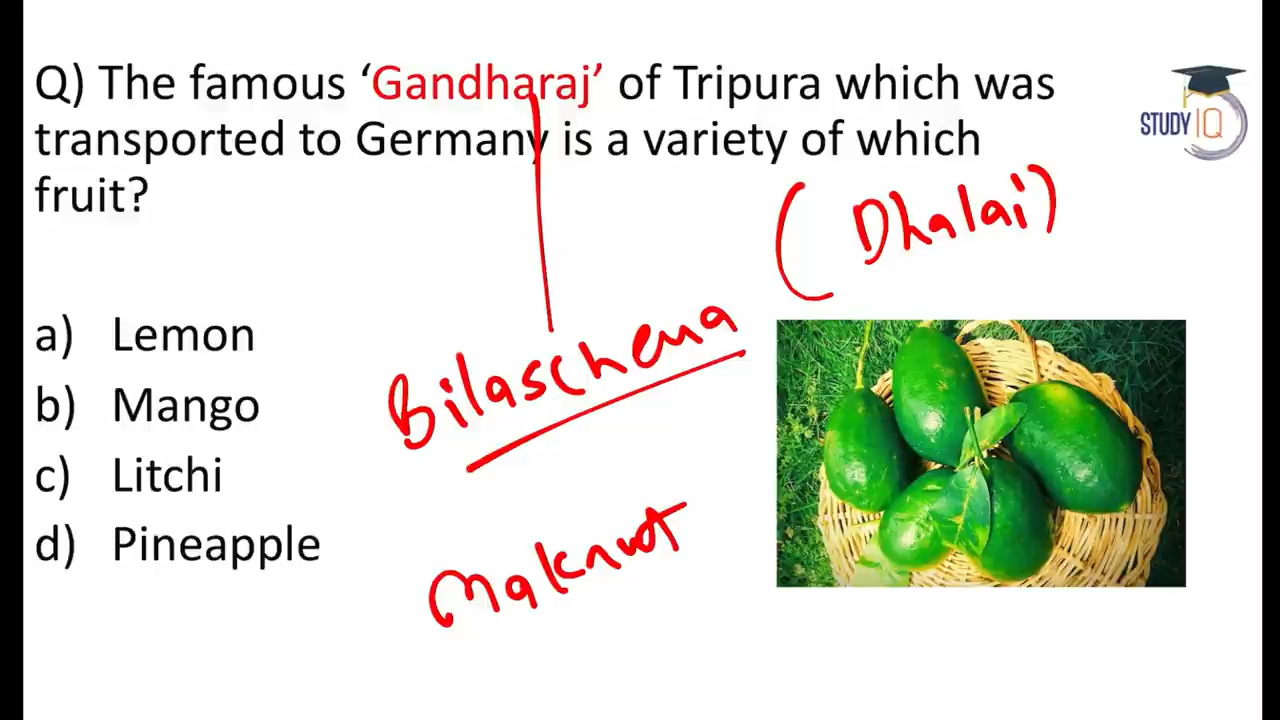 Q) The famous ‘Gandharaj’ of Tripura which was
transported to Germany is a variety of which
fruit?
STUDY IQ
(Dhalai)
a) Lemon
b) Mango
c) Litchi
d) Pineapple
Bilaschena